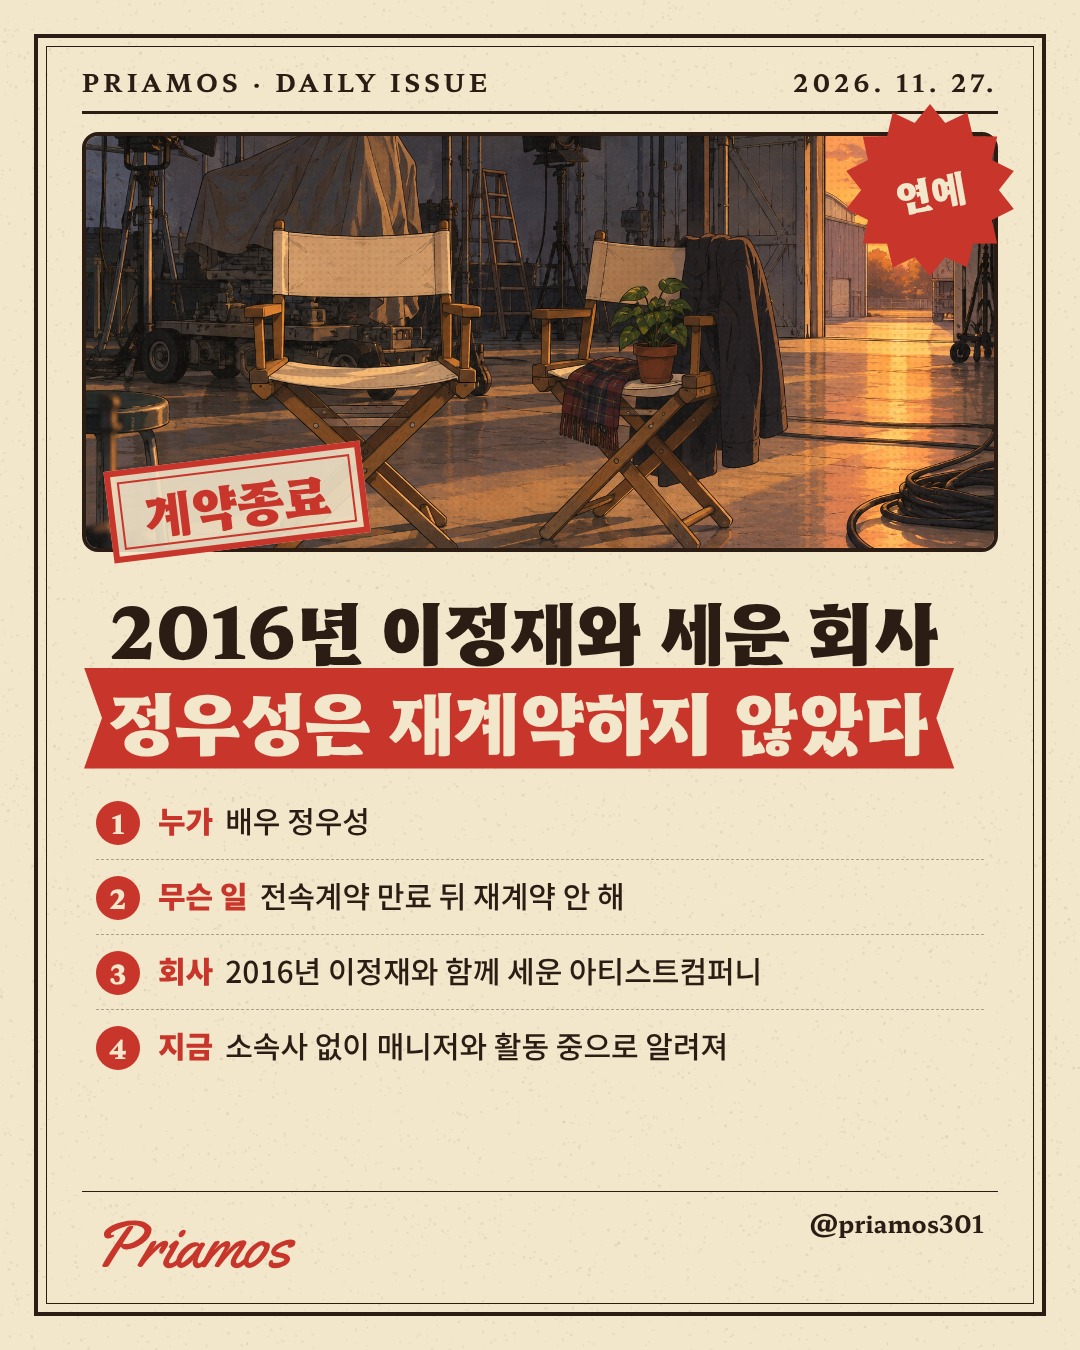 PRIAMOS · DAILY ISSUE
2026. 11. 27.
연예
계약종료
2016년 이정재와 세운 회사
정우성은 재계약하지 않았다
1 누가 배우 정우성
2 무슨 일 전속계약 만료 뒤 재계약 안 해
3 회사 2016년 이정재와 함께 세운 아티스트컴퍼니
4 지금 소속사 없이 매니저와 활동 중으로 알려져
Priamos
@priamos301